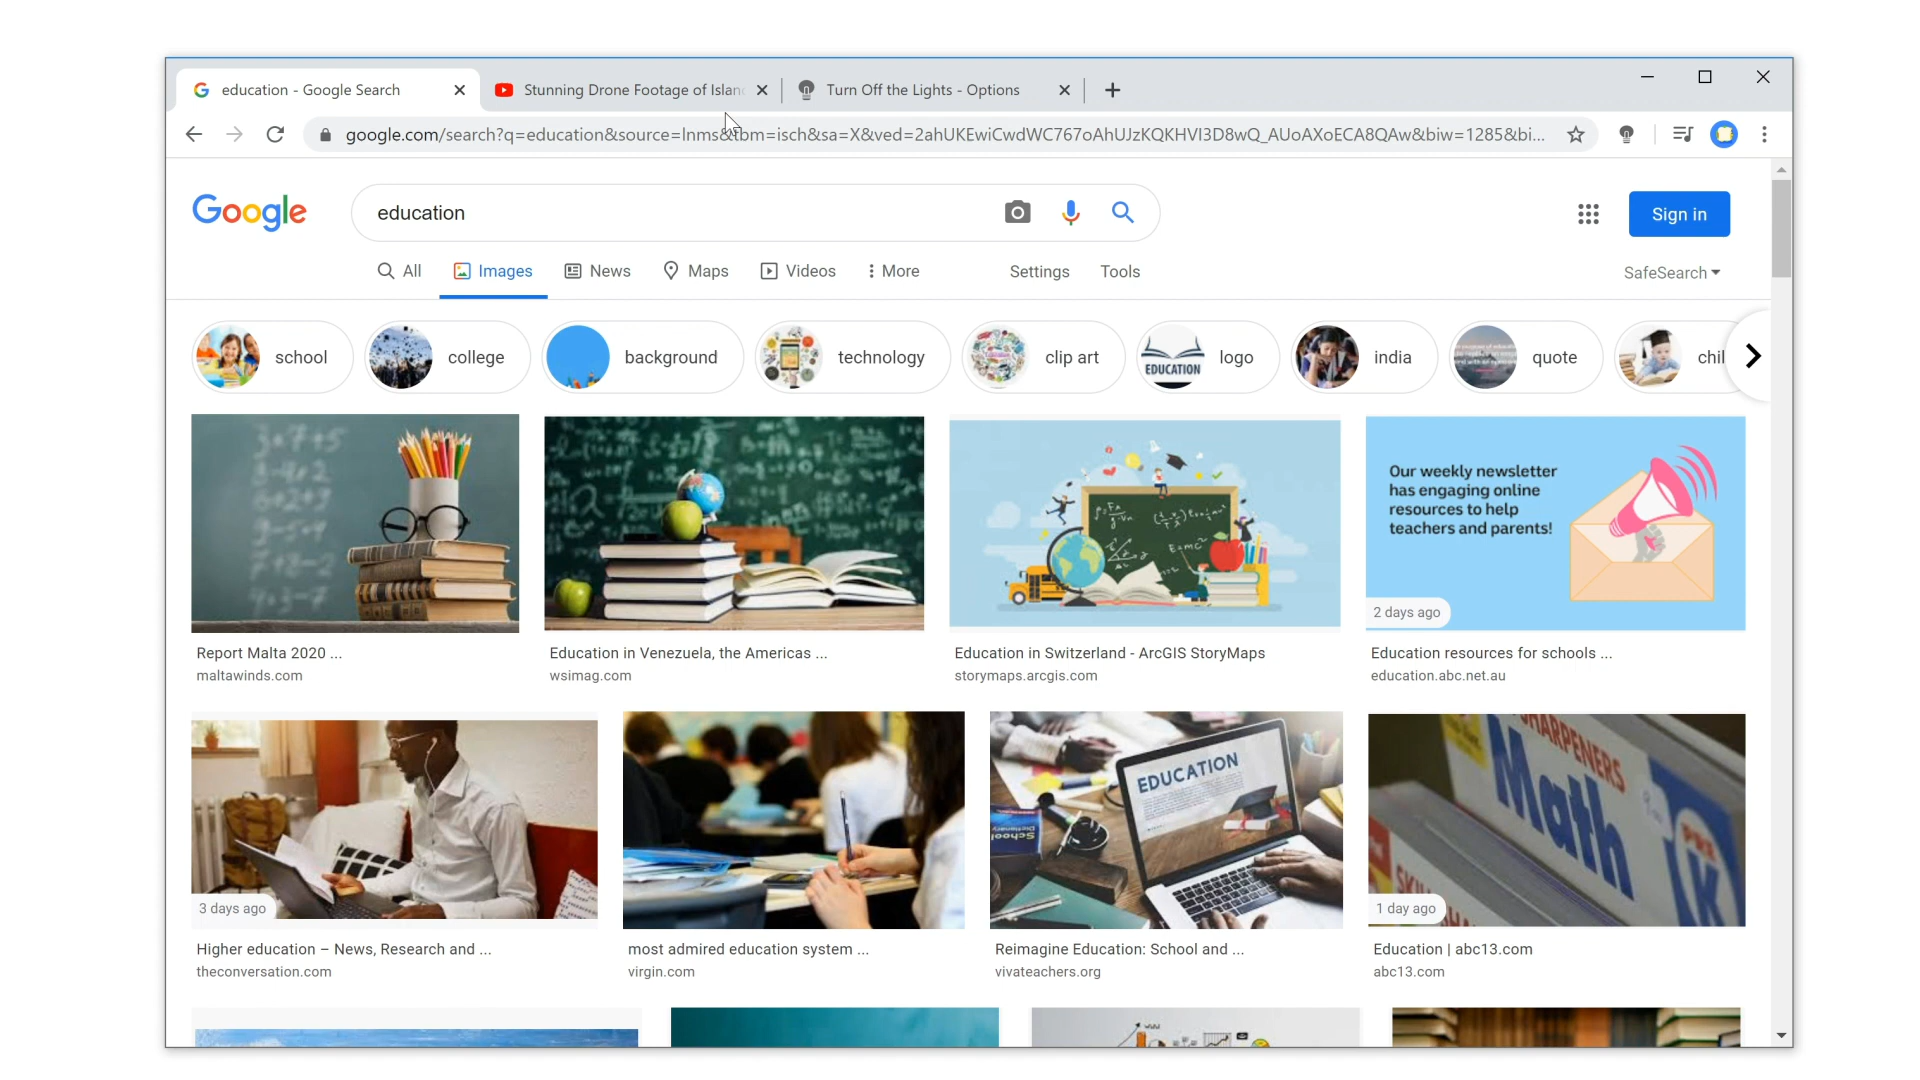 education - Google Search
Stunning Drone Footage of Islan
Turn Off the Lights - Options
google.com/search?q=education&source=lnms&tbm=isch&sa=X&ved=2ahUKEwiCwdWC767oAhUJzKQKHVI3D8wQ_AUoAXoECA8QAw&biw=1285&bi...
Google
education
Sign in
All
Images
News
Maps
Videos
More
Settings
Tools
SafeSearch
school
college
background
technology
clip art
EDUCATION
logo
india
quote
chil
Our weekly newsletter
has engaging online
resources to help
teachers and parents!
2 days ago
E=mc²
Report Malta 2020 ...
maltawinds.com
Education in Venezuela, the Americas ...
wsimag.com
Education in Switzerland - ArcGIS StoryMaps
storymaps.arcgis.com
Education resources for schools ...
education.abc.net.au
3 days ago
EDUCATION
School
Dictionary
SHARPENERS
Math
PRE
K
1 day ago
Higher education – News, Research and ...
theconversation.com
most admired education system ...
virgin.com
Reimagine Education: School and ...
vivateachers.org
Education | abc13.com
abc13.com